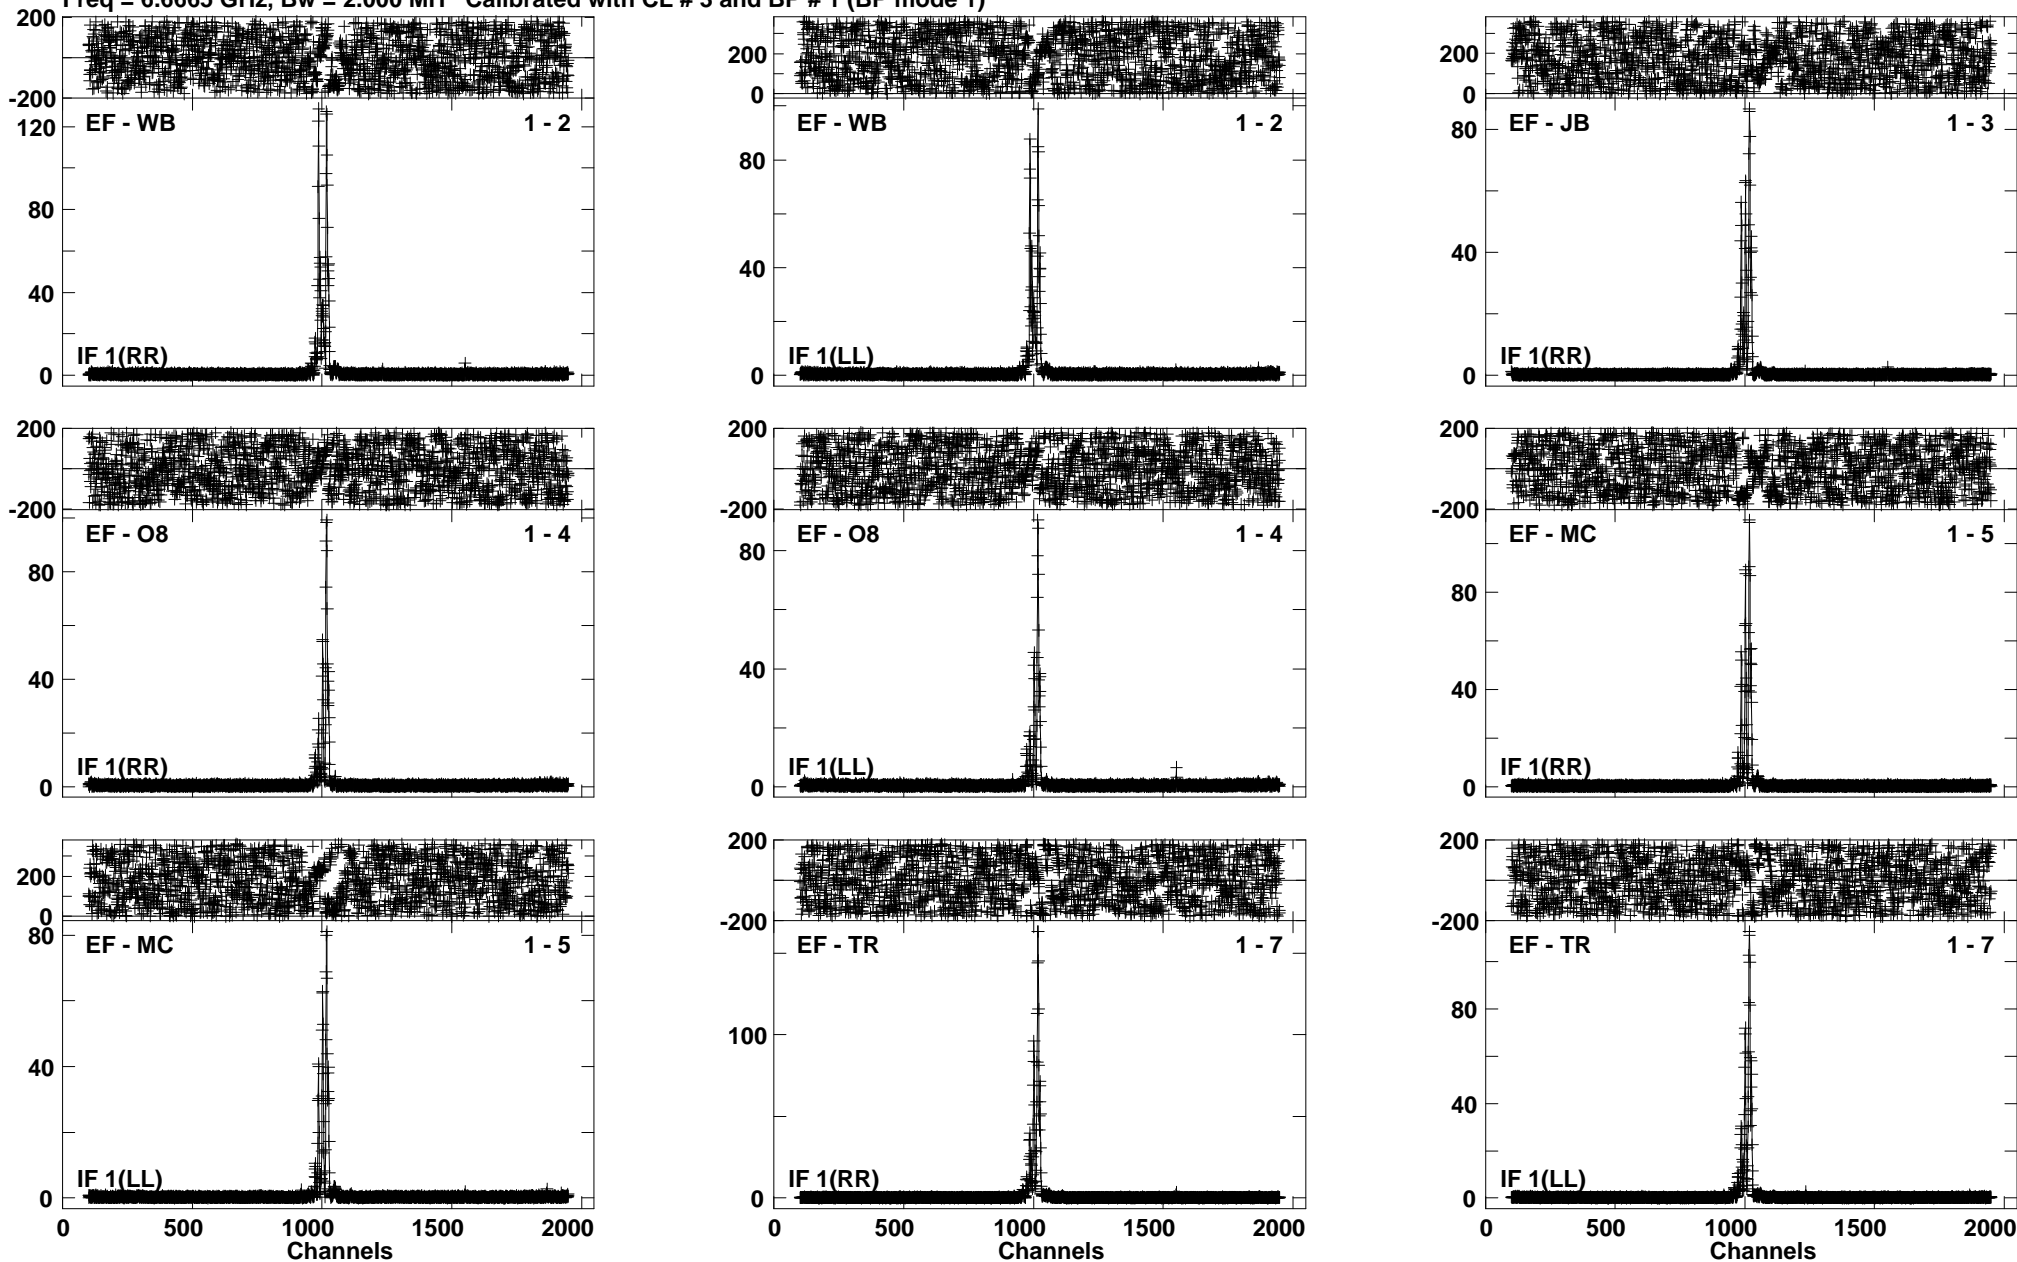 Freq = 6.6665 GHz, Bw = 2.000 MH Calibrated with CL # 3 and BP # 1 (BP mode 1)
200
-200
120
80
40
0
EF - WB 1 - 2
IF 1(RR)
200
0
80
40
0
EF - WB 1 - 2
IF 1(LL)
200
0
80
40
0
EF - JB 1 - 3
IF 1(RR)
200
-200
80
40
0
EF - O8 1 - 4
IF 1(RR)
200
-200
80
40
0
EF - O8 1 - 4
IF 1(LL)
200
-200
80
40
0
EF - MC 1 - 5
IF 1(RR)
200
0
80
40
0
EF - MC 1 - 5
IF 1(LL)
0 500 1000 1500 2000
Channels
200
-200
100
0
EF - TR 1 - 7
IF 1(RR)
0 500 1000 1500 2000
Channels
200
-200
80
40
0
EF - TR 1 - 7
IF 1(LL)
0 500 1000 1500 2000
Channels